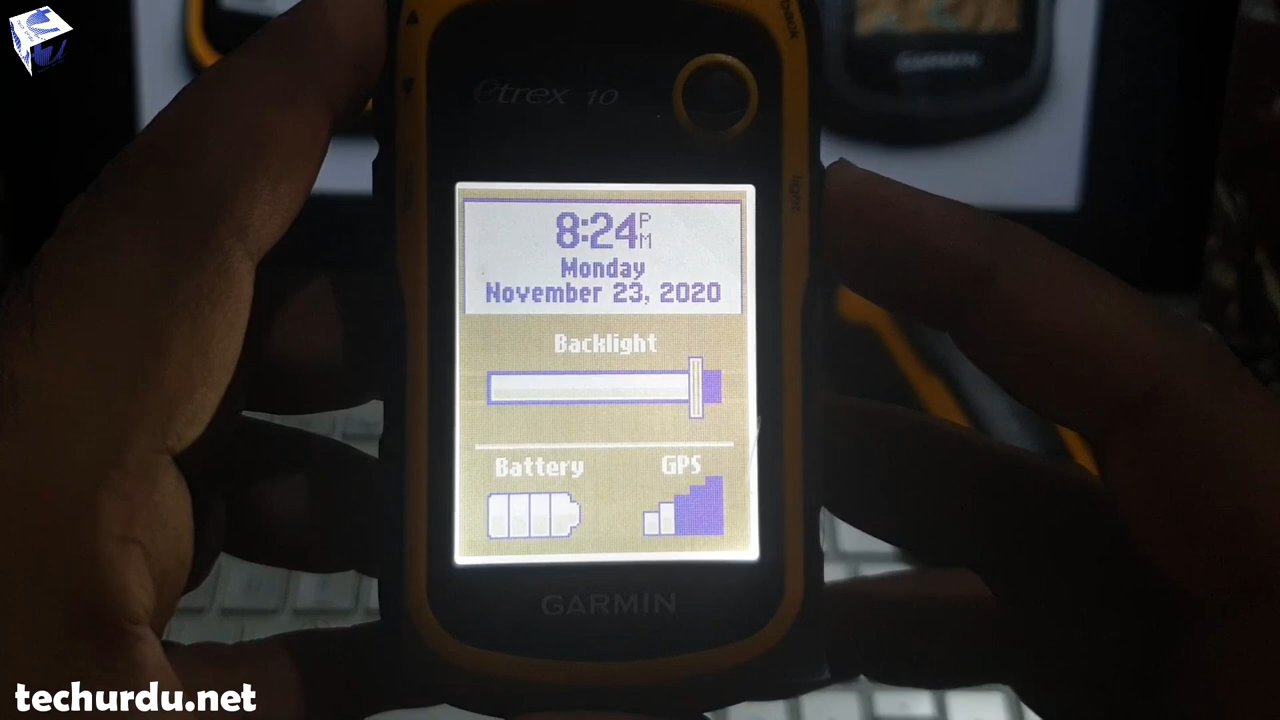 back
GARMIN
etrex 10
light
8:24 PM
Monday
November 23, 2020
Backlight
Battery
GPS
GARMIN
techurdu.net